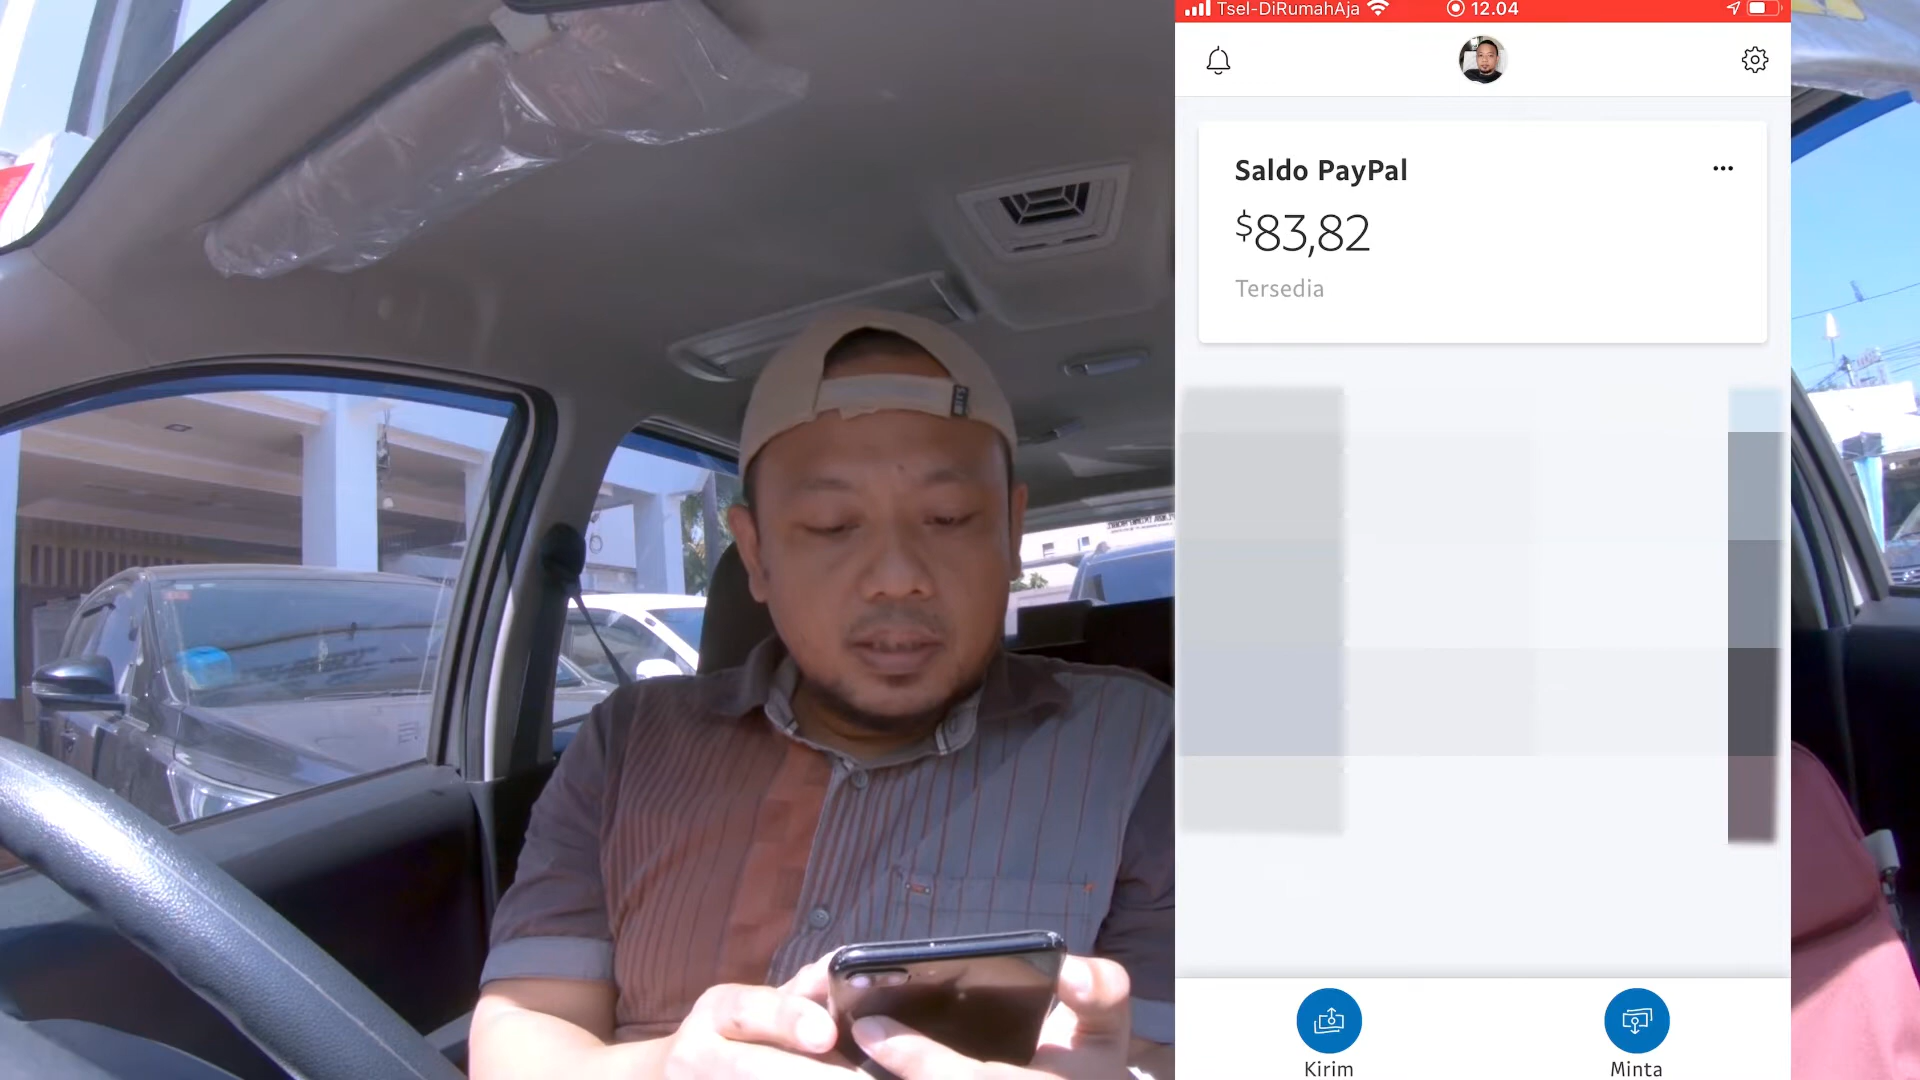 Tsel-DiRumahAja
12.04
Saldo PayPal
$83,82
Tersedia
Kirim
Minta